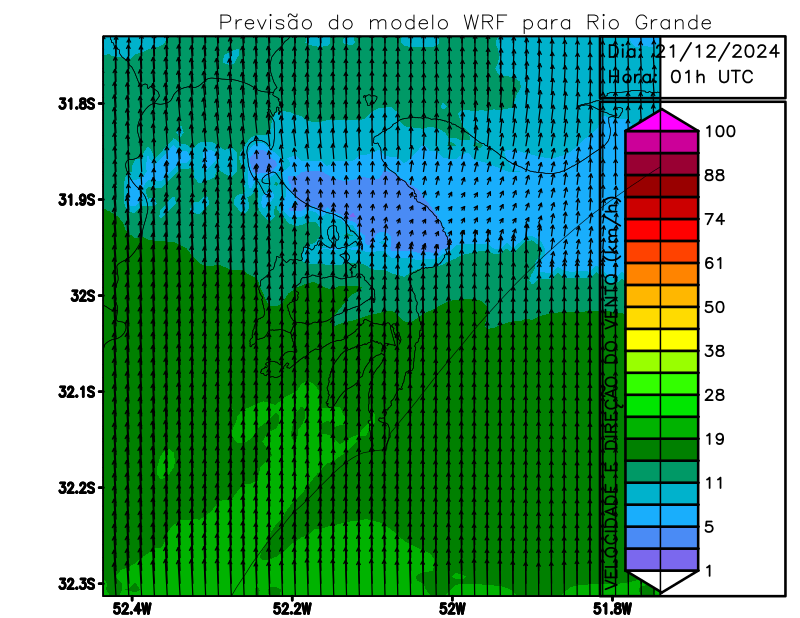 Previsão do modelo WRF para Rio Grande
Dia: 21/12/2024
Hora: 01h UTC
31.8S
31.9S
32S
32.1S
32.2S
32.3S
52.4W
52.2W
52W
51.8W
VELOCIDADE E DIREÇÃO DO VENTO (km/h)
100
88
74
61
50
38
28
19
11
5
1